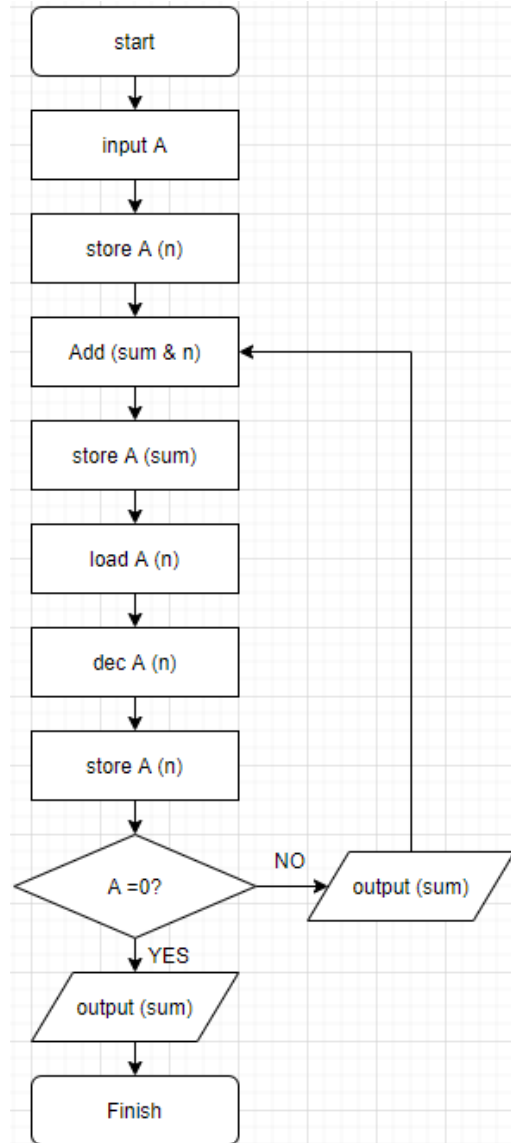 start
input A
store A (n)
Add (sum & n)
store A (sum)
load A (n)
dec A (n)
store A (n)
A =0?
NO
output (sum)
YES
output (sum)
Finish